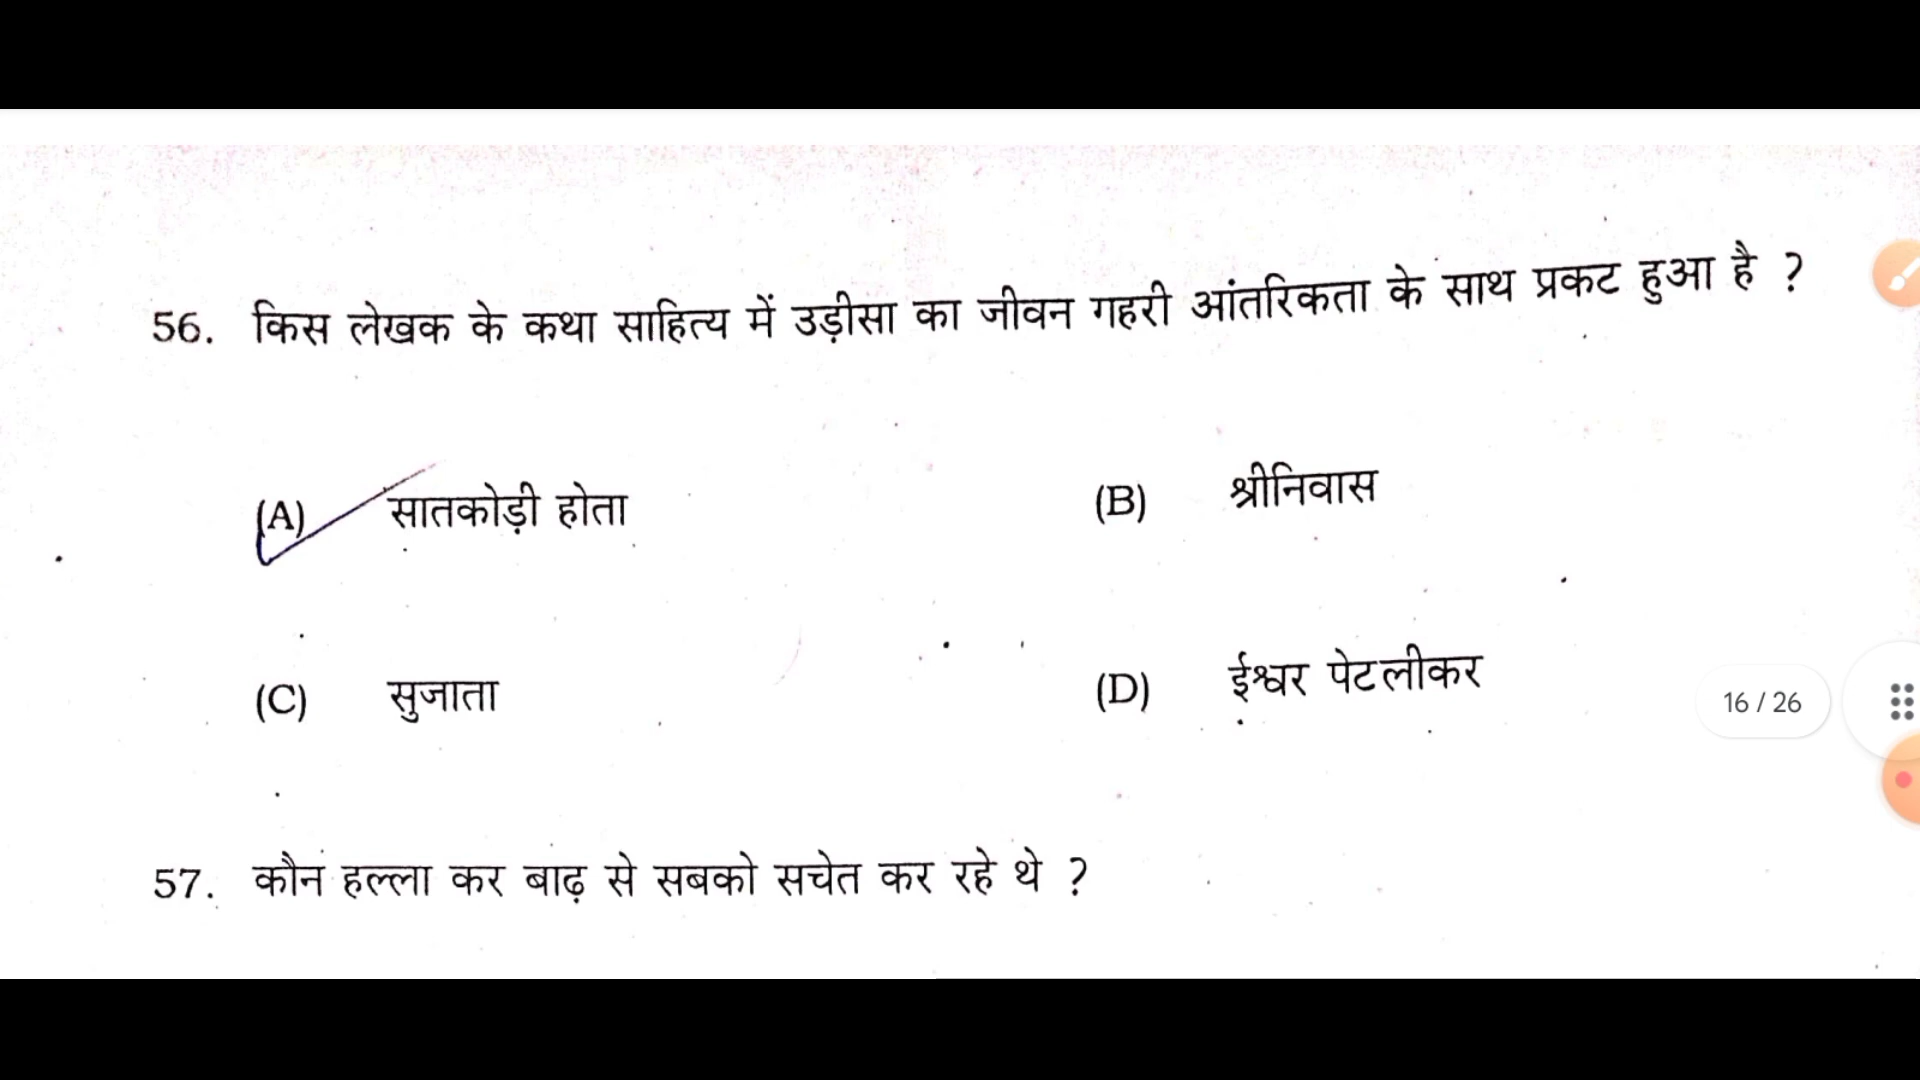 56. किस लेखक के कथा साहित्य में उड़ीसा का जीवन गहरी आंतरिकता के साथ प्रकट हुआ है ?
(A) सातकोड़ी होता (B) श्रीनिवास
(C) सुजाता (D) ईश्वर पेटलीकर
16 / 26
57. कौन हल्ला कर बाढ़ से सबको सचेत कर रहे थे ?